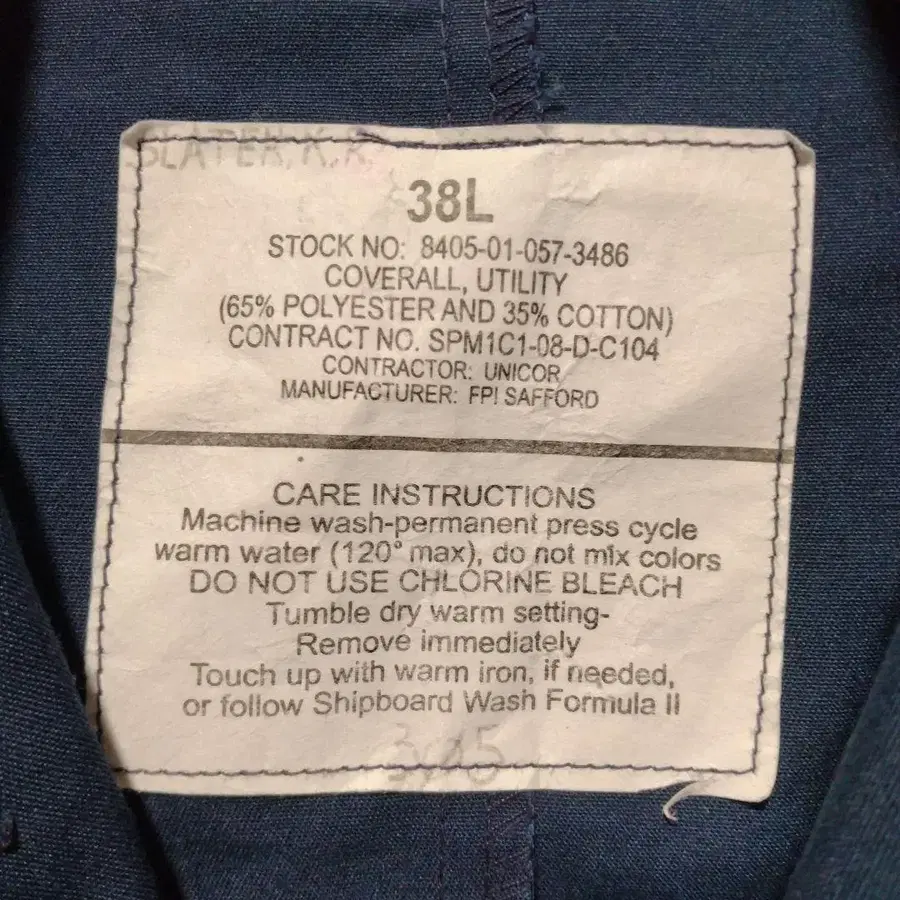 SLATER, K.R.
38L
STOCK NO: 8405-01-057-3486
COVERALL, UTILITY
(65% POLYESTER AND 35% COTTON)
CONTRACT NO. SPM1C1-08-D-C104
CONTRACTOR: UNICOR
MANUFACTURER: FPI SAFFORD
CARE INSTRUCTIONS
Machine wash-permanent press cycle
warm water (120° max), do not mix colors
DO NOT USE CHLORINE BLEACH
Tumble dry warm setting-
Remove immediately
Touch up with warm iron, if needed,
or follow Shipboard Wash Formula II